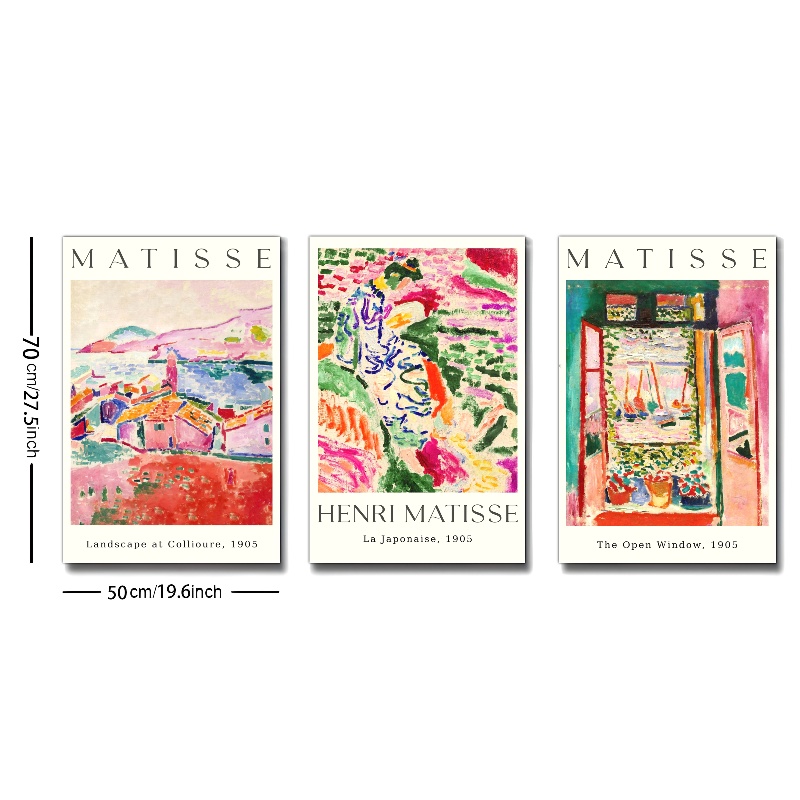 MATISSE
Landscape at Collioure, 1905
HENRI MATISSE
La Japonaise, 1905
MATISSE
The Open Window, 1905
70cm/27.5inch
50cm/19.6inch